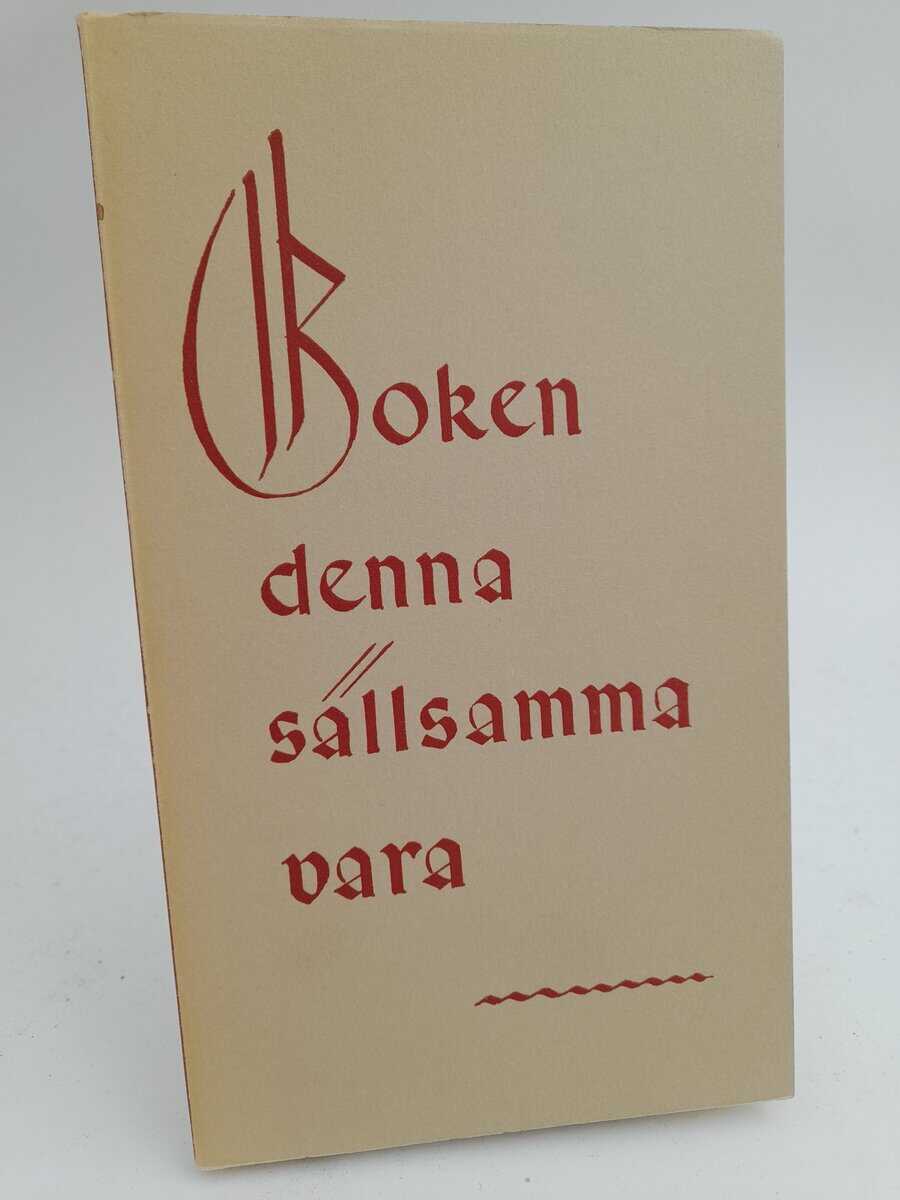 Boken
denna
sällsamma
vara